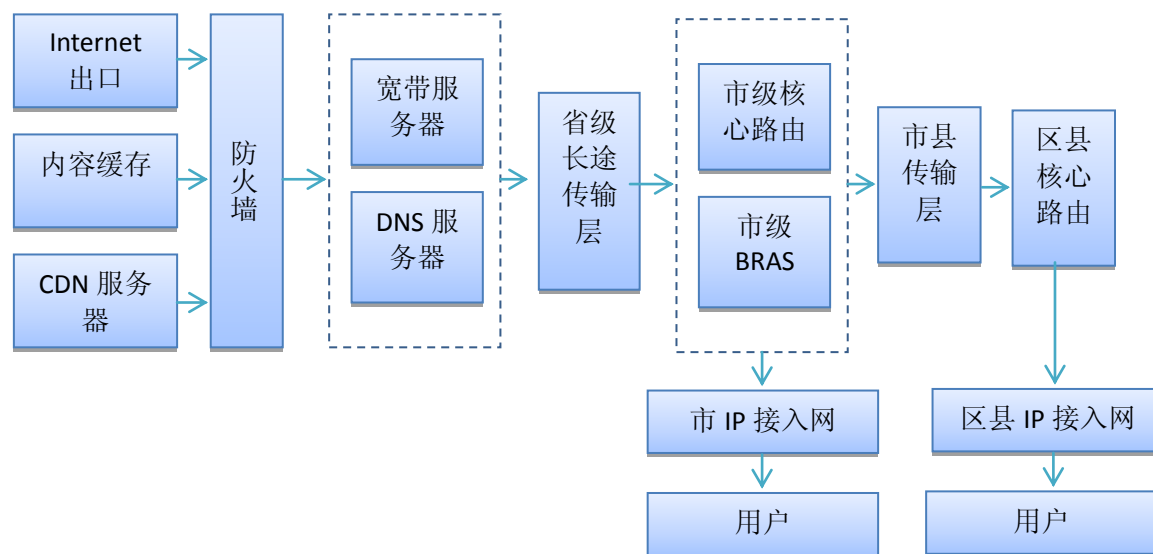 Internet
出口
内容缓存
CDN 服务
器
防
火
墙
宽带服
务器
DNS 服
务器
省级
长途
传输
层
市级核
心路由
市级
BRAS
市县
传输
层
区县
核心
路由
市 IP 接入网
用户
区县 IP 接入网
用户